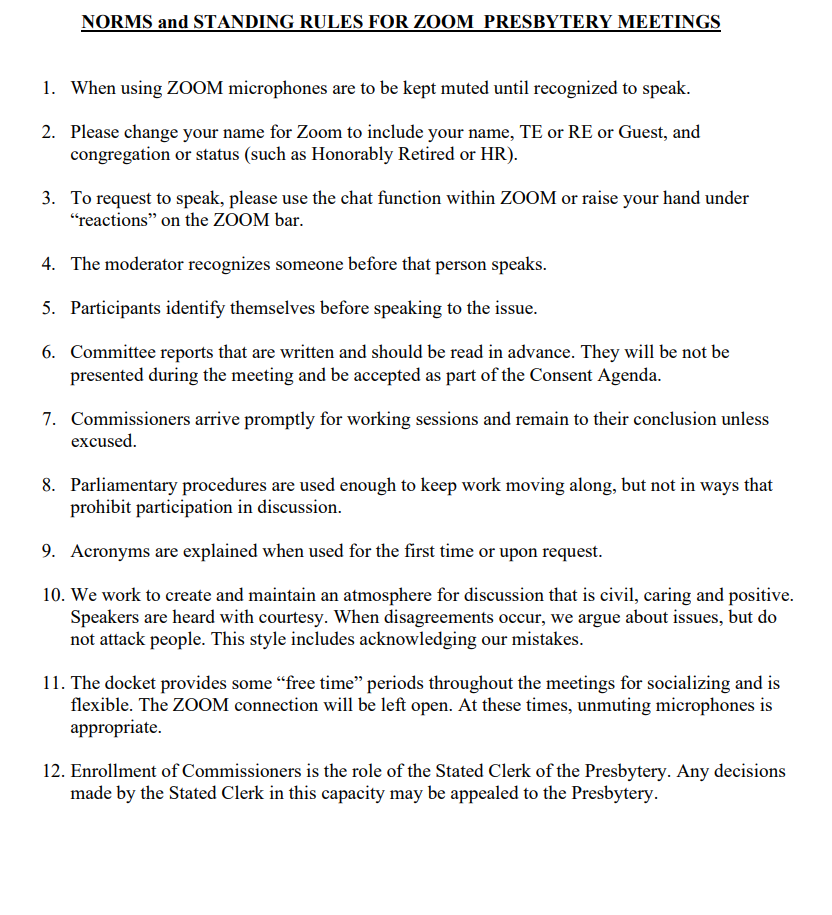 NORMS and STANDING RULES FOR ZOOM  PRESBYTERY MEETINGS
1. When using ZOOM microphones are to be kept muted until recognized to speak.
2. Please change your name for Zoom to include your name, TE or RE or Guest, and
congregation or status (such as Honorably Retired or HR).
3. To request to speak, please use the chat function within ZOOM or raise your hand under
“reactions” on the ZOOM bar.
4. The moderator recognizes someone before that person speaks.
5. Participants identify themselves before speaking to the issue.
6. Committee reports that are written and should be read in advance. They will be not be
presented during the meeting and be accepted as part of the Consent Agenda.
7. Commissioners arrive promptly for working sessions and remain to their conclusion unless
excused.
8. Parliamentary procedures are used enough to keep work moving along, but not in ways that
prohibit participation in discussion.
9. Acronyms are explained when used for the first time or upon request.
10. We work to create and maintain an atmosphere for discussion that is civil, caring and positive.
Speakers are heard with courtesy. When disagreements occur, we argue about issues, but do
not attack people. This style includes acknowledging our mistakes.
11. The docket provides some “free time” periods throughout the meetings for socializing and is
flexible. The ZOOM connection will be left open. At these times, unmuting microphones is
appropriate.
12. Enrollment of Commissioners is the role of the Stated Clerk of the Presbytery. Any decisions
made by the Stated Clerk in this capacity may be appealed to the Presbytery.